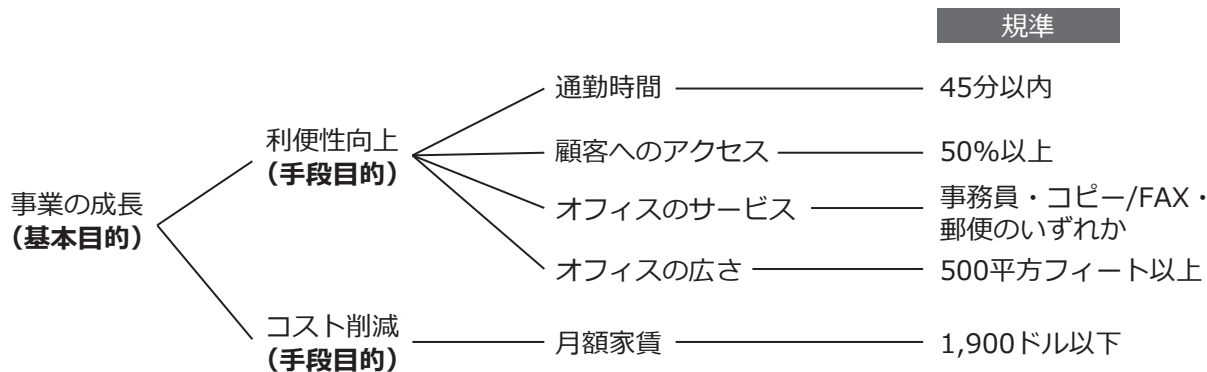 規準
通勤時間
45分以内
利便性向上
(手段目的)
顧客へのアクセス
50%以上
事業の成長
(基本目的)
オフィスのサービス
事務員・コピー/FAX・
郵便のいずれか
オフィスの広さ
500平方フィート以上
コスト削減
(手段目的)
月額家賃
1,900ドル以下